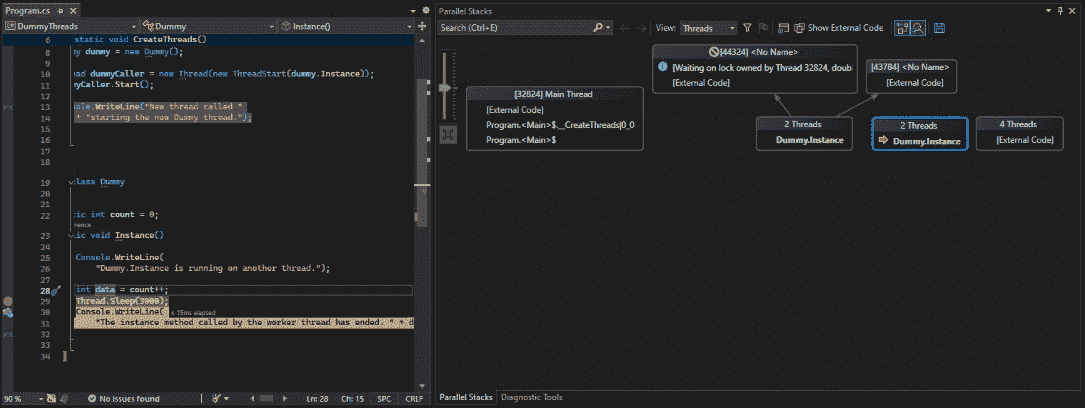 Program.cs
DummyThreads
Dummy
Instance()
6 static void CreateThreads()
8 my dummy = new Dummy();
9
10 ead dummyCaller = new Thread(new ThreadStart(dummy.Instance));
11 myCaller.Start();
12
13 sole.WriteLine("New thread called "
14 + "starting the new Dummy thread.");
15
16
17
18
19 class Dummy
20
21
22 tic int count = 0;
rence
23 tic void Instance()
24
25 Console.WriteLine(
26 "Dummy.Instance is running on another thread.");
27
28 int data = count++;
29 Thread.Sleep(3000);
30 Console.WriteLine( ≤ 15ms elapsed
31 "The instance method called by the worker thread has ended. " + d
32
33
34 }
90 %
No issues found
Ln: 28
Ch: 15
SPC
CRLF
Parallel Stacks
Search (Ctrl+E)
View:
Threads
Show External Code
[32824] Main Thread
[External Code]
Program.<Main>$.__CreateThreads|0_0
Program.<Main>$
[44324] <No Name>
[Waiting on lock owned by Thread 32824, doub
[External Code]
[43784] <No Name>
[External Code]
2 Threads
Dummy.Instance
2 Threads
Dummy.Instance
4 Threads
[External Code]
Parallel Stacks
Diagnostic Tools